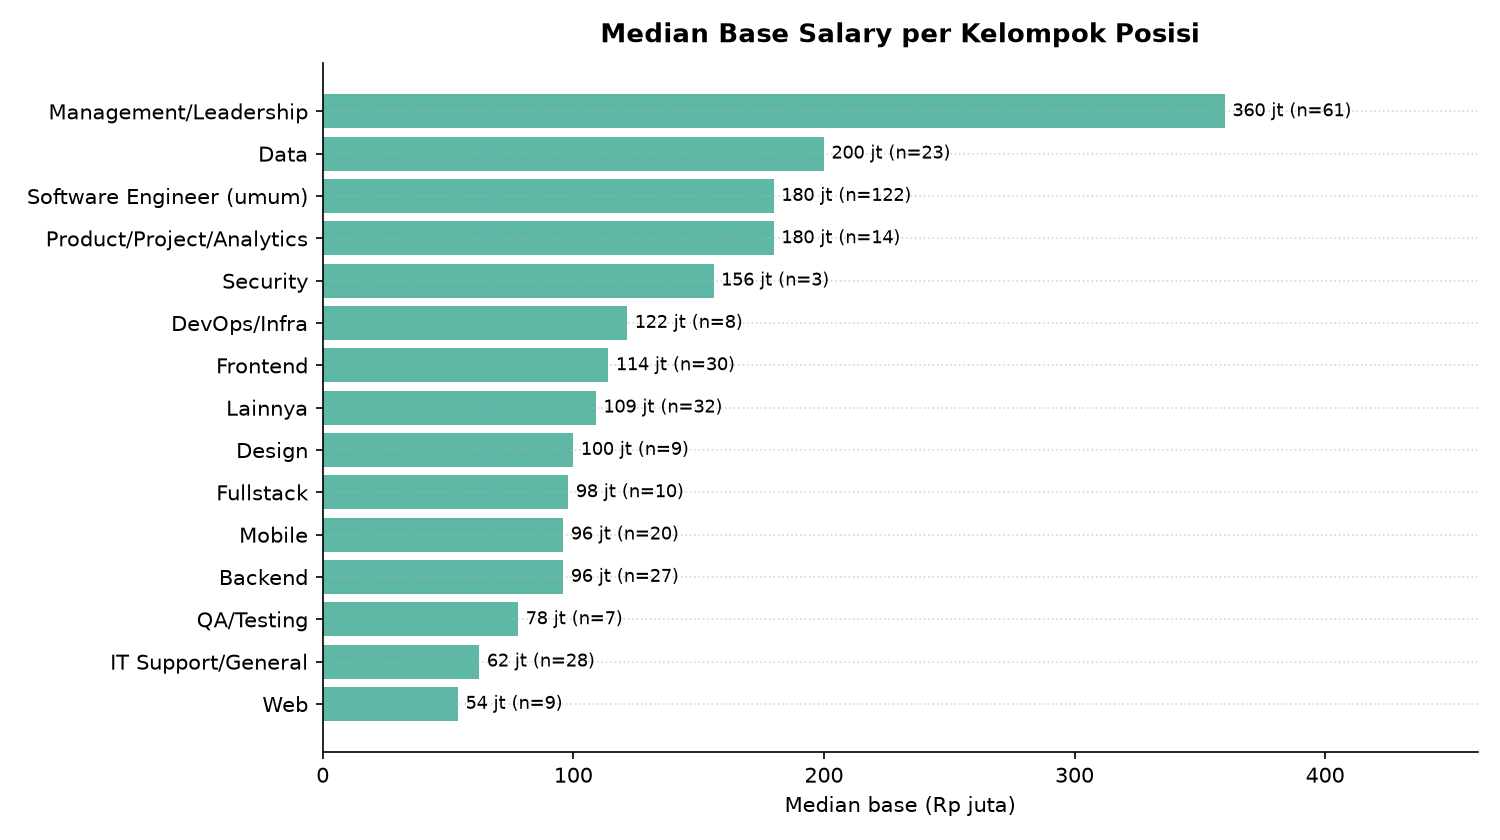 Median Base Salary per Kelompok Posisi
Management/Leadership 360 jt (n=61)
Data 200 jt (n=23)
Software Engineer (umum) 180 jt (n=122)
Product/Project/Analytics 180 jt (n=14)
Security 156 jt (n=3)
DevOps/Infra 122 jt (n=8)
Frontend 114 jt (n=30)
Lainnya 109 jt (n=32)
Design 100 jt (n=9)
Fullstack 98 jt (n=10)
Mobile 96 jt (n=20)
Backend 96 jt (n=27)
QA/Testing 78 jt (n=7)
IT Support/General 62 jt (n=28)
Web 54 jt (n=9)
0 100 200 300 400
Median base (Rp juta)